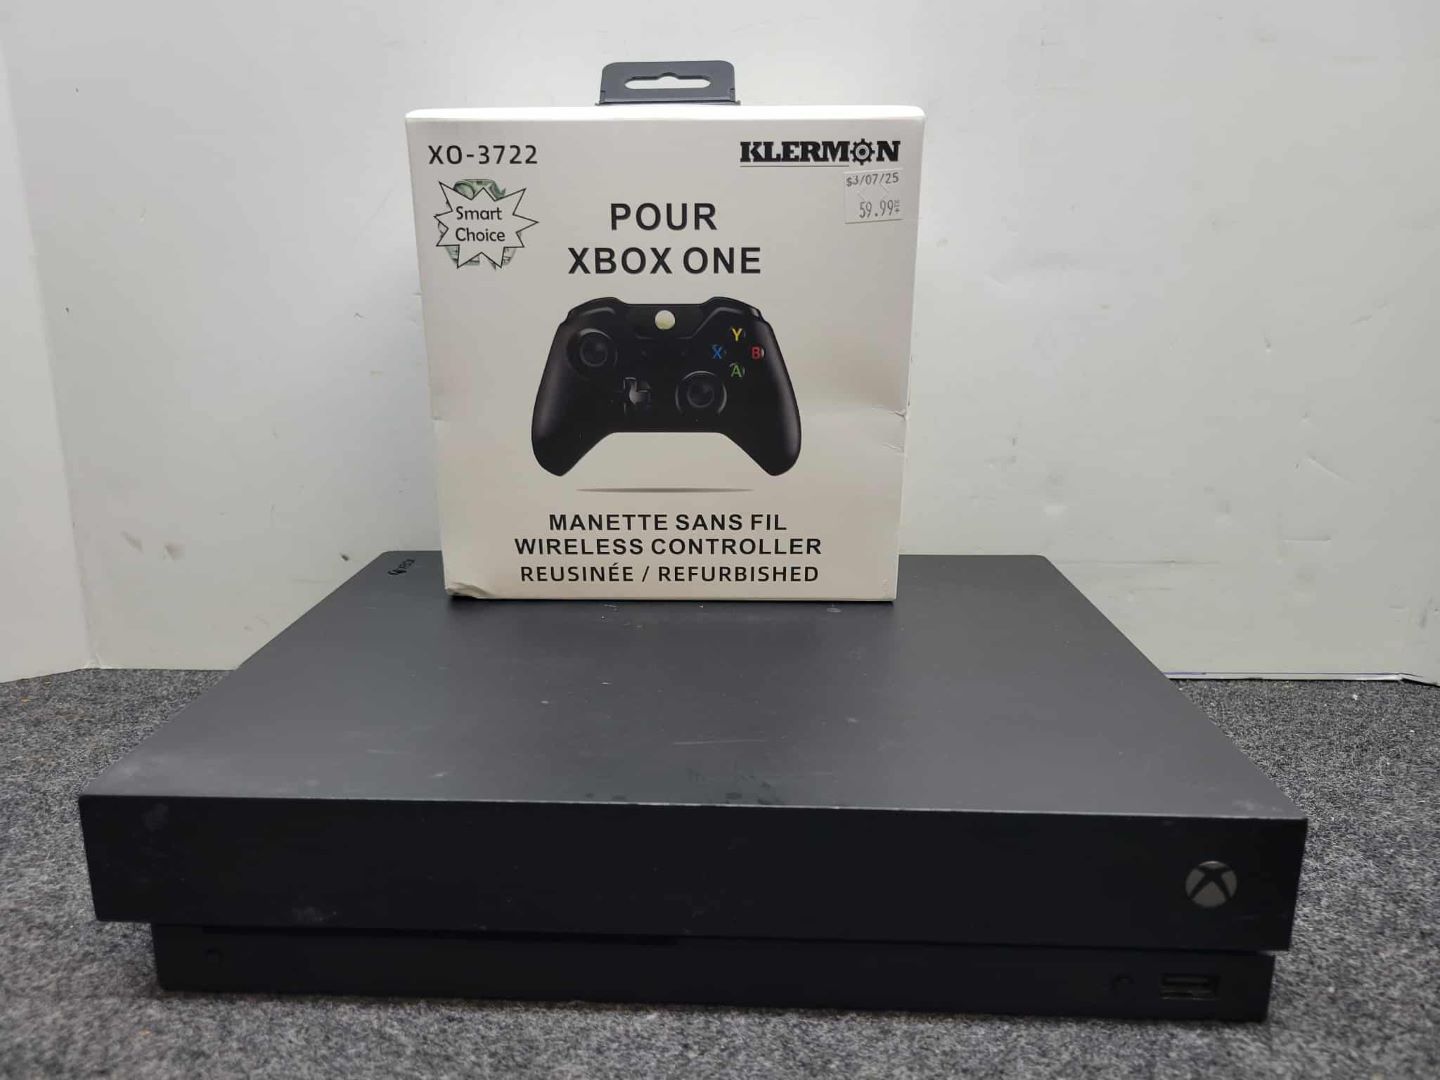 XO-3722
KLERMON
$3/07/25
59.99
Smart
Choice
POUR
XBOX ONE
Y
X B
A
MANETTE SANS FIL
WIRELESS CONTROLLER
REUSINÉE / REFURBISHED
XBOX